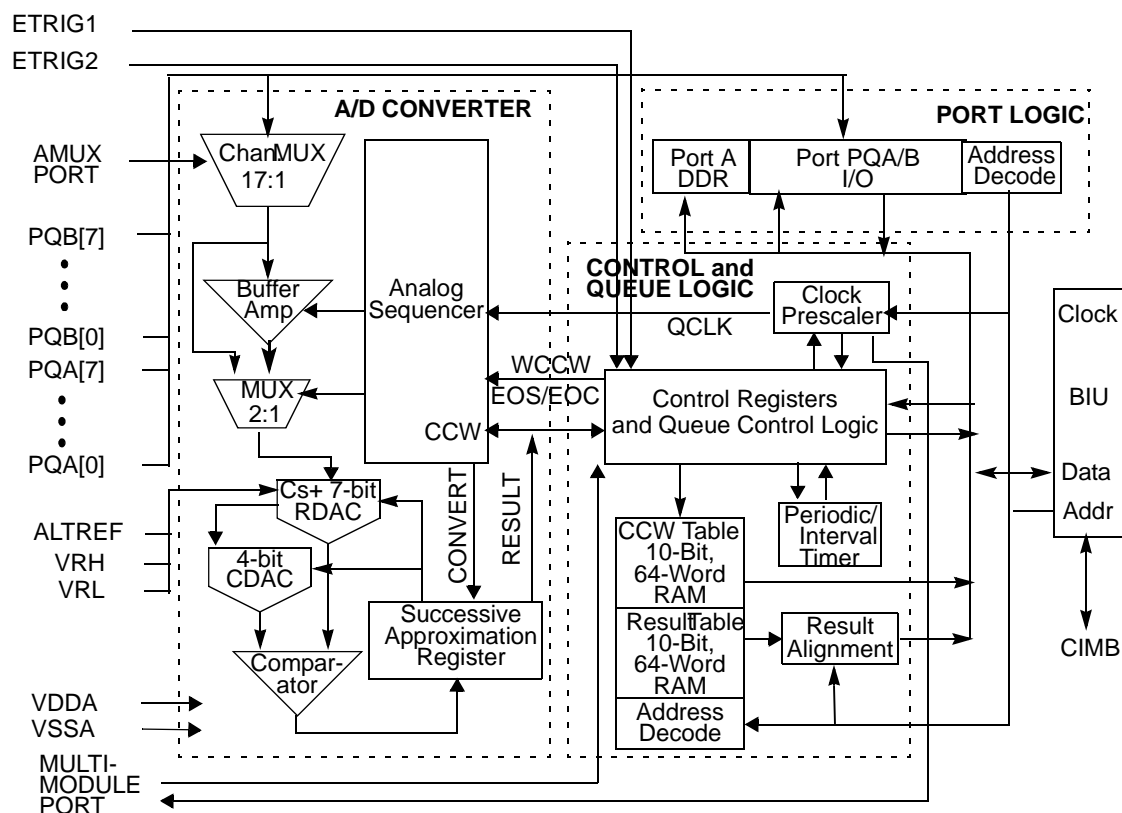 ETRIG1
ETRIG2
A/D CONVERTER
PORT LOGIC
AMUX
PORT
Chan.MUX
17:1
Port A
DDR
Port PQA/B
I/O
Address
Decode
PQB[7]
PQB[0]
PQA[7]
PQA[0]
Buffer
Amp
Analog
Sequencer
CONTROL and
QUEUE LOGIC
Clock
Prescaler
QCLK
Clock
BIU
Data
Addr
CIMB
MUX
2:1
WCCW
EOS/EOC
CCW
Control Registers
and Queue Control Logic
CONVERT
RESULT
Cs+ 7-bit
RDAC
4-bit
CDAC
ALTREF
VRH
VRL
Periodic/
Interval
Timer
CCW Table
10-Bit,
64-Word
RAM
Result Table
10-Bit,
64-Word
RAM
Address
Decode
Result
Alignment
Successive
Approximation
Register
Compar-
ator
VDDA
VSSA
MULTI-
MODULE
PORT